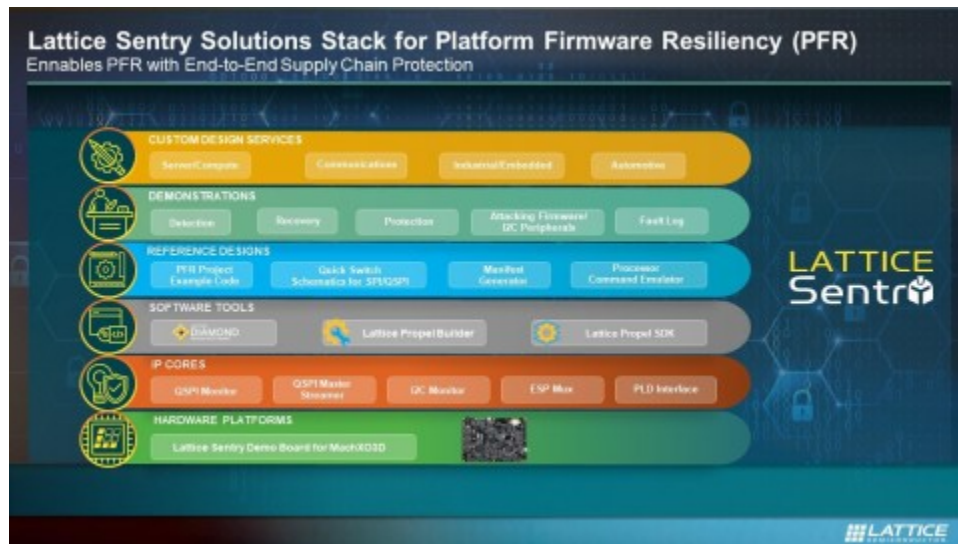 Lattice Sentry Solutions Stack for Platform Firmware Resiliency (PFR)
Ennables PFR with End-to-End Supply Chain Protection
CUSTOM DESIGN SERVICES
Server/Compute
Communications
Industrial/Embedded
Automotive
DEMONSTRATIONS
Detection
Recovery
Protection
Attacking Firmware/
I2C Peripherals
Fault Log
REFERENCE DESIGNS
PFR Project
Example Code
Quick Switch
Schematics for SPI/QSPI
Manifest
Generator
Processor
Command Emulator
LATTICE
Sentry
SOFTWARE TOOLS
DIAMOND
Lattice Propel Builder
Lattice Propel SDK
IP CORES
QSPI Monitor
QSPI Master
Streamer
I2C Monitor
ESP Mux
PLD Interface
HARDWARE PLATFORMS
Lattice Sentry Demo Board for MachXO3D
LATTICE
SEMICONDUCTOR